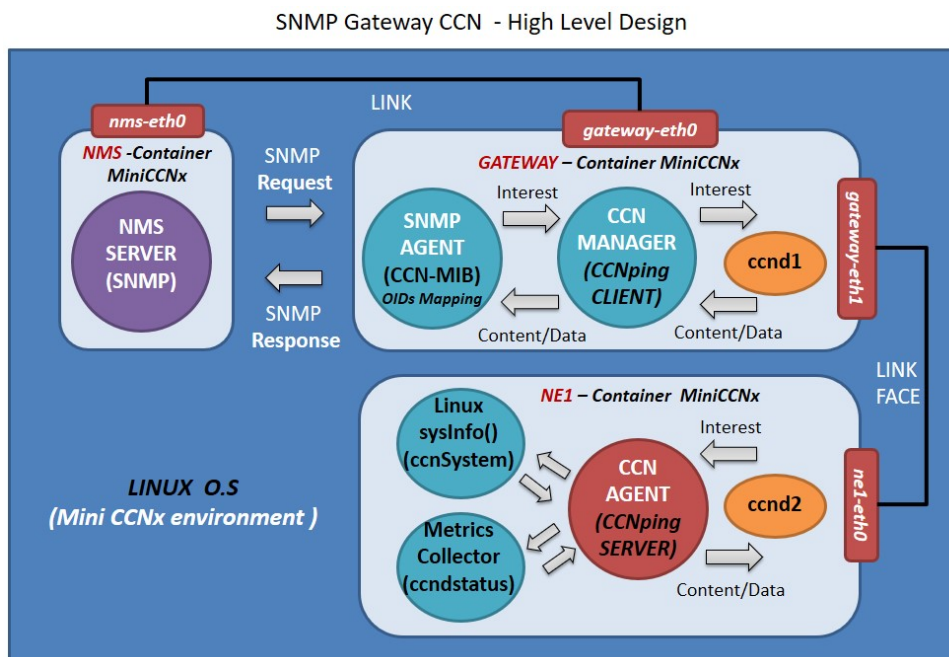 SNMP Gateway CCN - High Level Design
LINK
nms-eth0
gateway-eth0
NMS -Container
MiniCCNx
NMS
SERVER
(SNMP)
SNMP
Request
SNMP
Response
GATEWAY – Container MiniCCNx
Interest
Interest
SNMP
AGENT
(CCN-MIB)
OIDs Mapping
CCN
MANAGER
(CCNping
CLIENT)
ccnd1
Content/Data
Content/Data
gateway-eth1
LINK
FACE
NE1 – Container MiniCCNx
Linux
sysInfo()
(ccnSystem)
Metrics
Collector
(ccndstatus)
CCN
AGENT
(CCNping
SERVER)
Interest
ccnd2
Content/Data
ne1-eth0
LINUX O.S
(Mini CCNx environment )